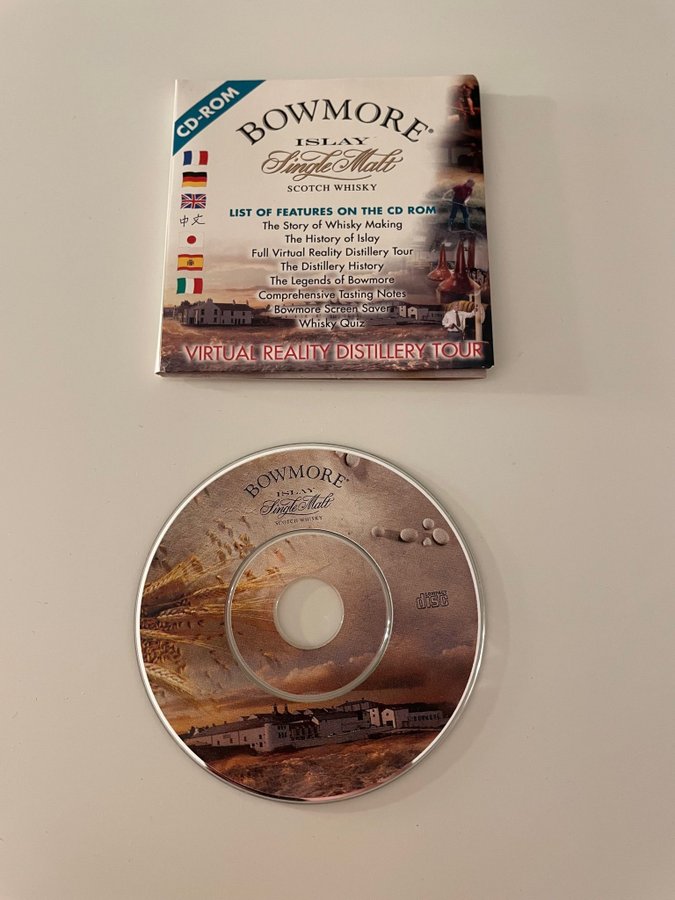 CD-ROM
BOWMORE®
ISLAY
Single Malt
SCOTCH WHISKY
中文
LIST OF FEATURES ON THE CD ROM
The Story of Whisky Making
The History of Islay
Full Virtual Reality Distillery Tour
The Distillery History
The Legends of Bowmore
Comprehensive Tasting Notes
Bowmore Screen Saver
Whisky Quiz
VIRTUAL REALITY DISTILLERY TOUR
BOWMORE®
ISLAY
Single Malt
SCOTCH WHISKY
COMPACT
disc
BOWMORE